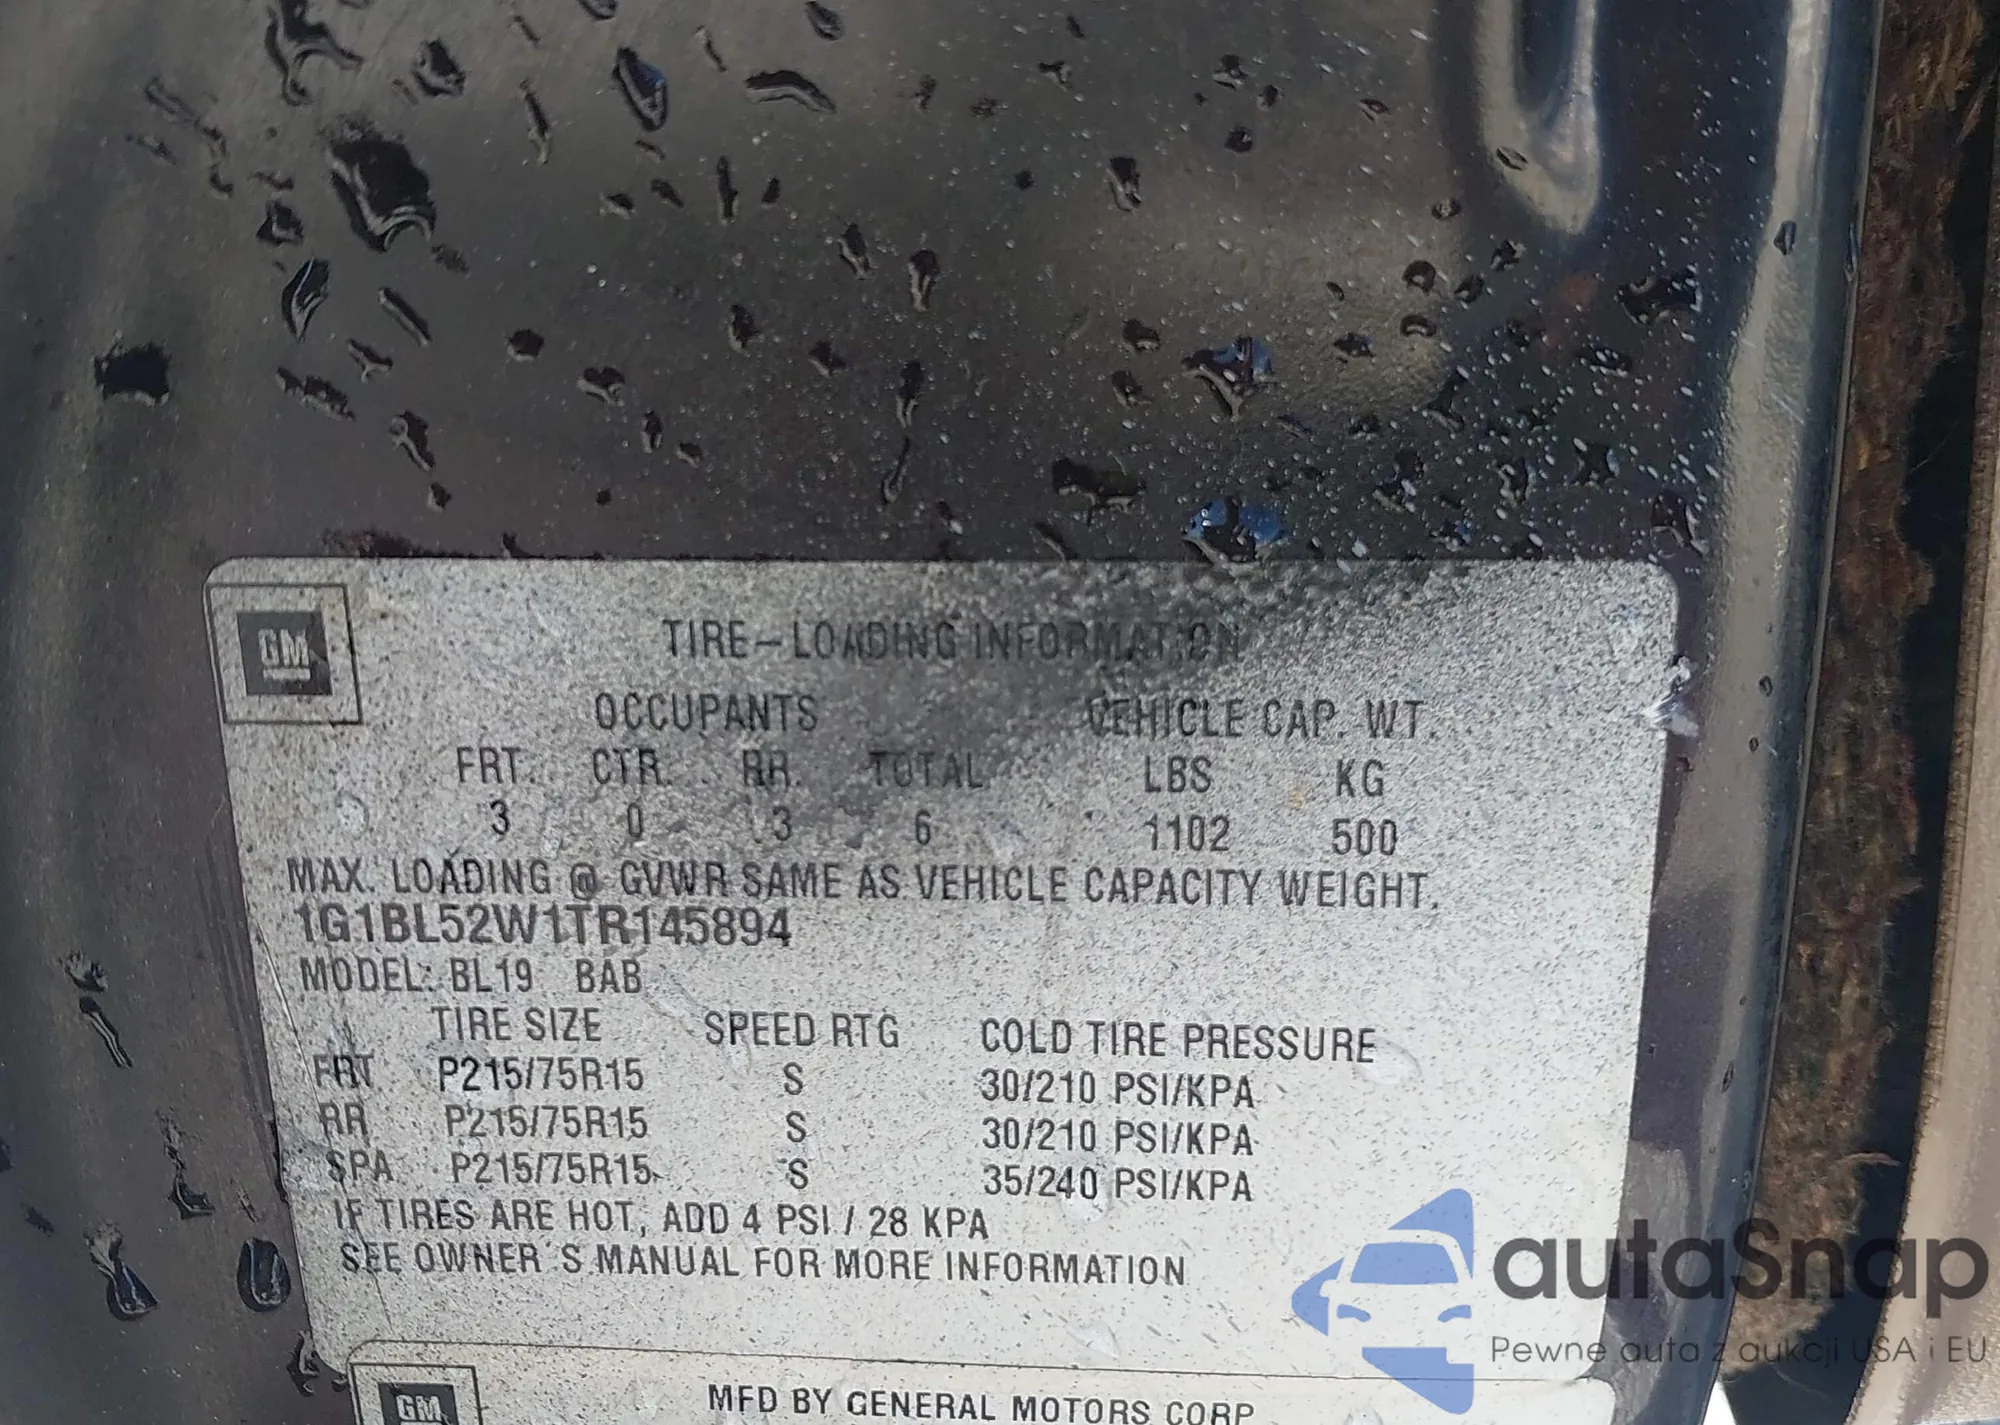 GM
TIRE-LOADING INFORMATION
OCCUPANTS VEHICLE CAP. WT.
FRT. CTR. RR. TOTAL LBS KG
3 0 3 6 1102 500
MAX. LOADING @ GVWR SAME AS VEHICLE CAPACITY WEIGHT.
1G1BL52W1TR145894
MODEL: BL19 BAB
TIRE SIZE SPEED RTG COLD TIRE PRESSURE
FRT P215/75R15 S 30/210 PSI/KPA
RR P215/75R15 S 30/210 PSI/KPA
SPA P215/75R15 S 35/240 PSI/KPA
IF TIRES ARE HOT, ADD 4 PSI / 28 KPA
SEE OWNER'S MANUAL FOR MORE INFORMATION
GM
MFD BY GENERAL MOTORS CORP
autaSnap
Pewne auta z aukcji USA i EU